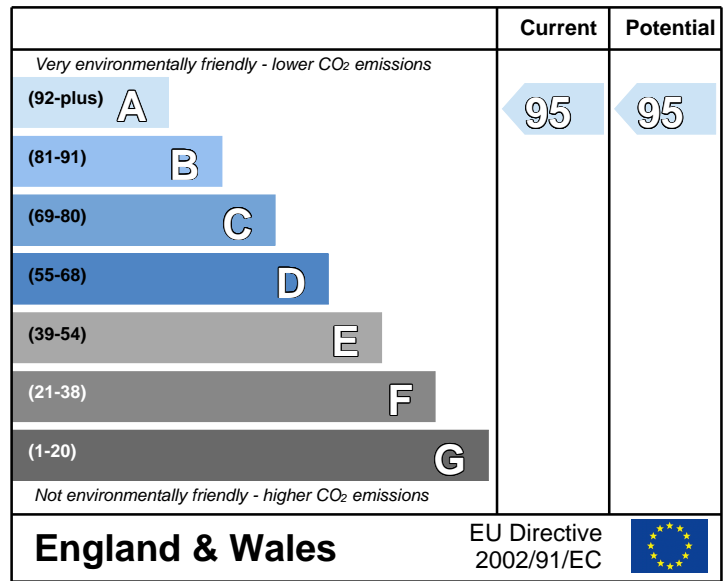 Current Potential
Very environmentally friendly - lower CO₂ emissions
(92-plus) A 95 95
(81-91) B
(69-80) C
(55-68) D
(39-54) E
(21-38) F
(1-20) G
Not environmentally friendly - higher CO₂ emissions
England & Wales
EU Directive
2002/91/EC